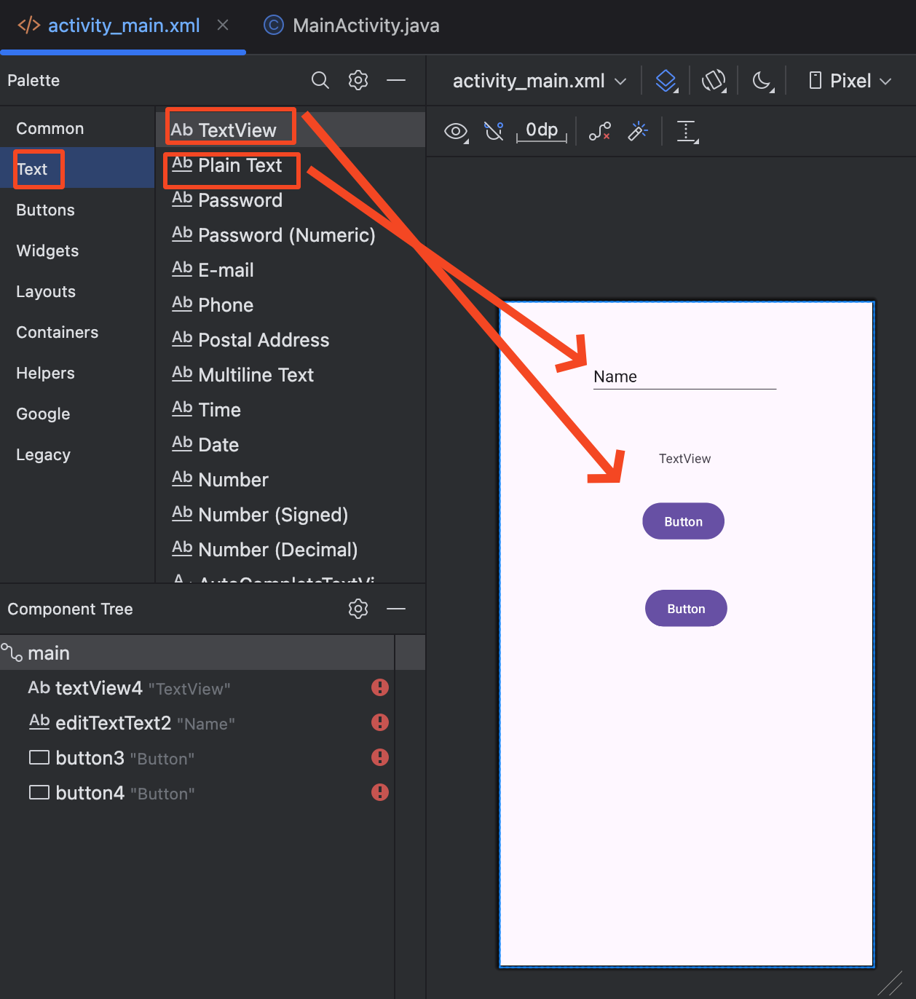 </> activity_main.xml
C MainActivity.java
Palette
activity_main.xml
Pixel
0dp
Common
Text
Buttons
Widgets
Layouts
Containers
Helpers
Google
Legacy
Ab TextView
Ab Plain Text
Ab Password
Ab Password (Numeric)
Ab E-mail
Ab Phone
Ab Postal Address
Ab Multiline Text
Ab Time
Ab Date
Ab Number
Ab Number (Signed)
Ab Number (Decimal)
Name
TextView
Button
Button
Component Tree
main
Ab textView4 "TextView"
Ab editTextText2 "Name"
button3 "Button"
button4 "Button"